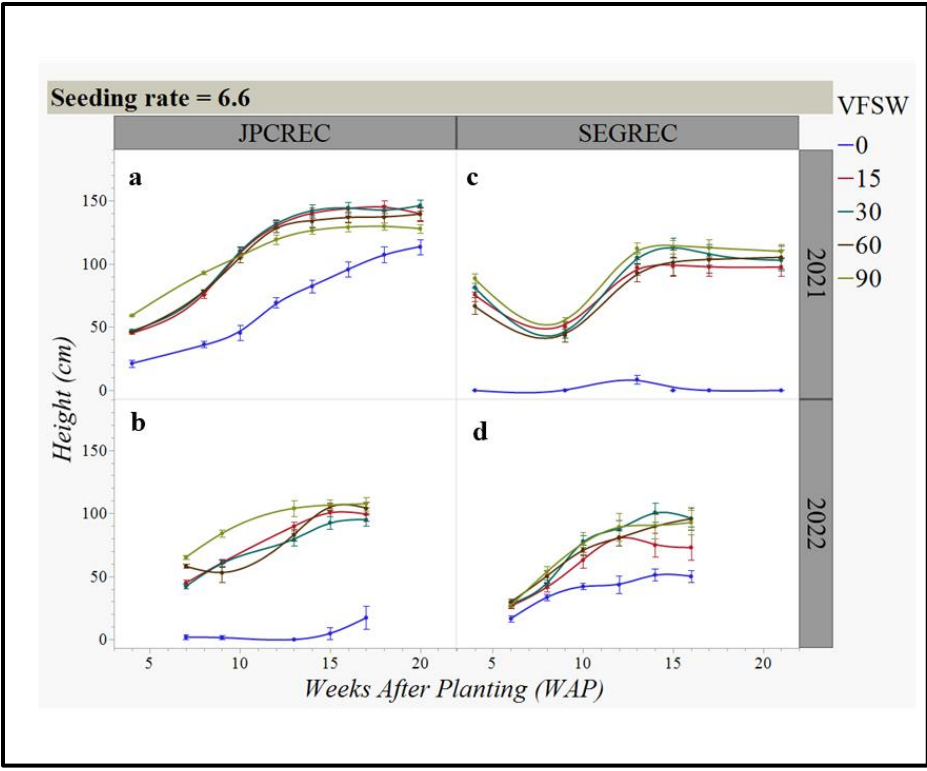 Seeding rate = 6.6
VFSW
JPCREC
SEGREC
0
15
30
60
90
a
c
150
100
50
0
2021
Height (cm)
b
d
150
100
50
0
2022
5
10
15
20
5
10
15
20
Weeks After Planting (WAP)